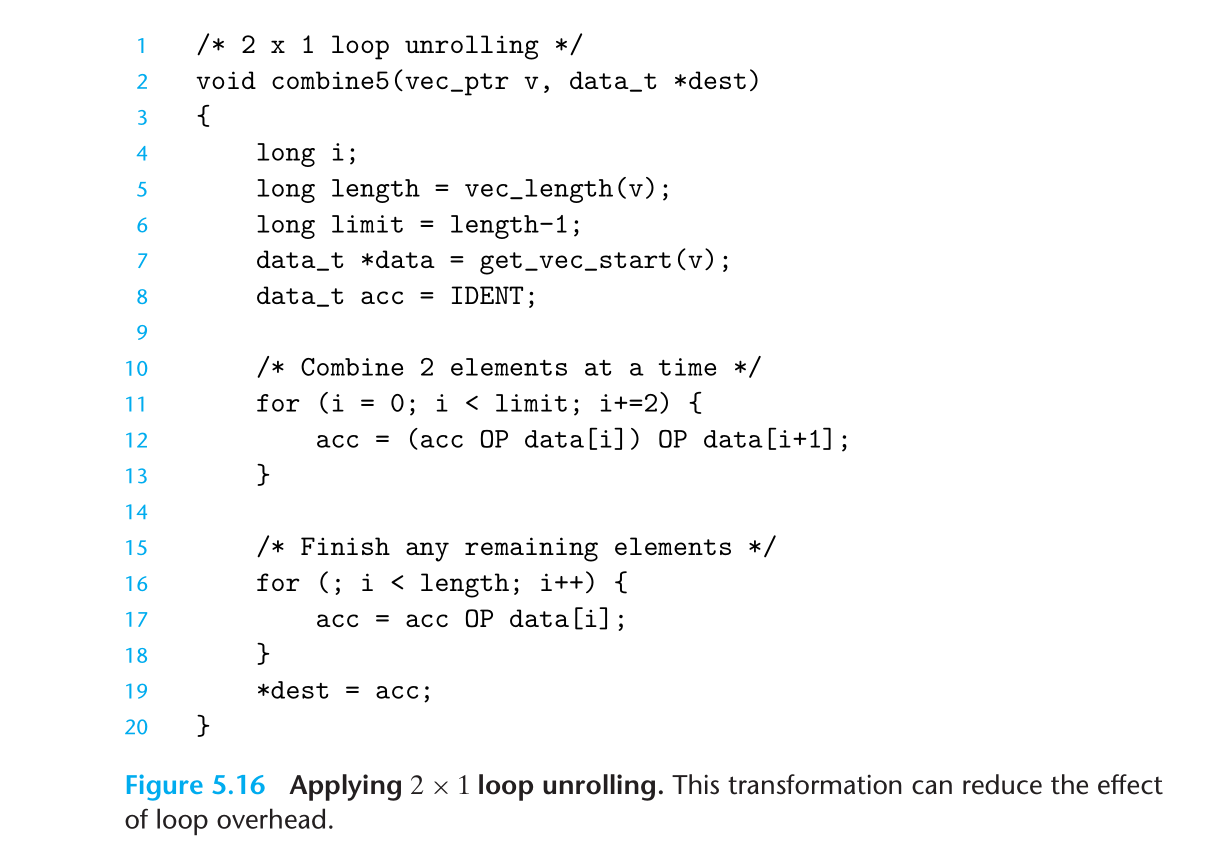 1 /* 2 x 1 loop unrolling */
2 void combine5(vec_ptr v, data_t *dest)
3 {
4     long i;
5     long length = vec_length(v);
6     long limit = length-1;
7     data_t *data = get_vec_start(v);
8     data_t acc = IDENT;
9
10     /* Combine 2 elements at a time */
11     for (i = 0; i < limit; i+=2) {
12         acc = (acc OP data[i]) OP data[i+1];
13     }
14
15     /* Finish any remaining elements */
16     for (; i < length; i++) {
17         acc = acc OP data[i];
18     }
19     *dest = acc;
20 }
Figure 5.16 Applying 2 × 1 loop unrolling. This transformation can reduce the effect
of loop overhead.